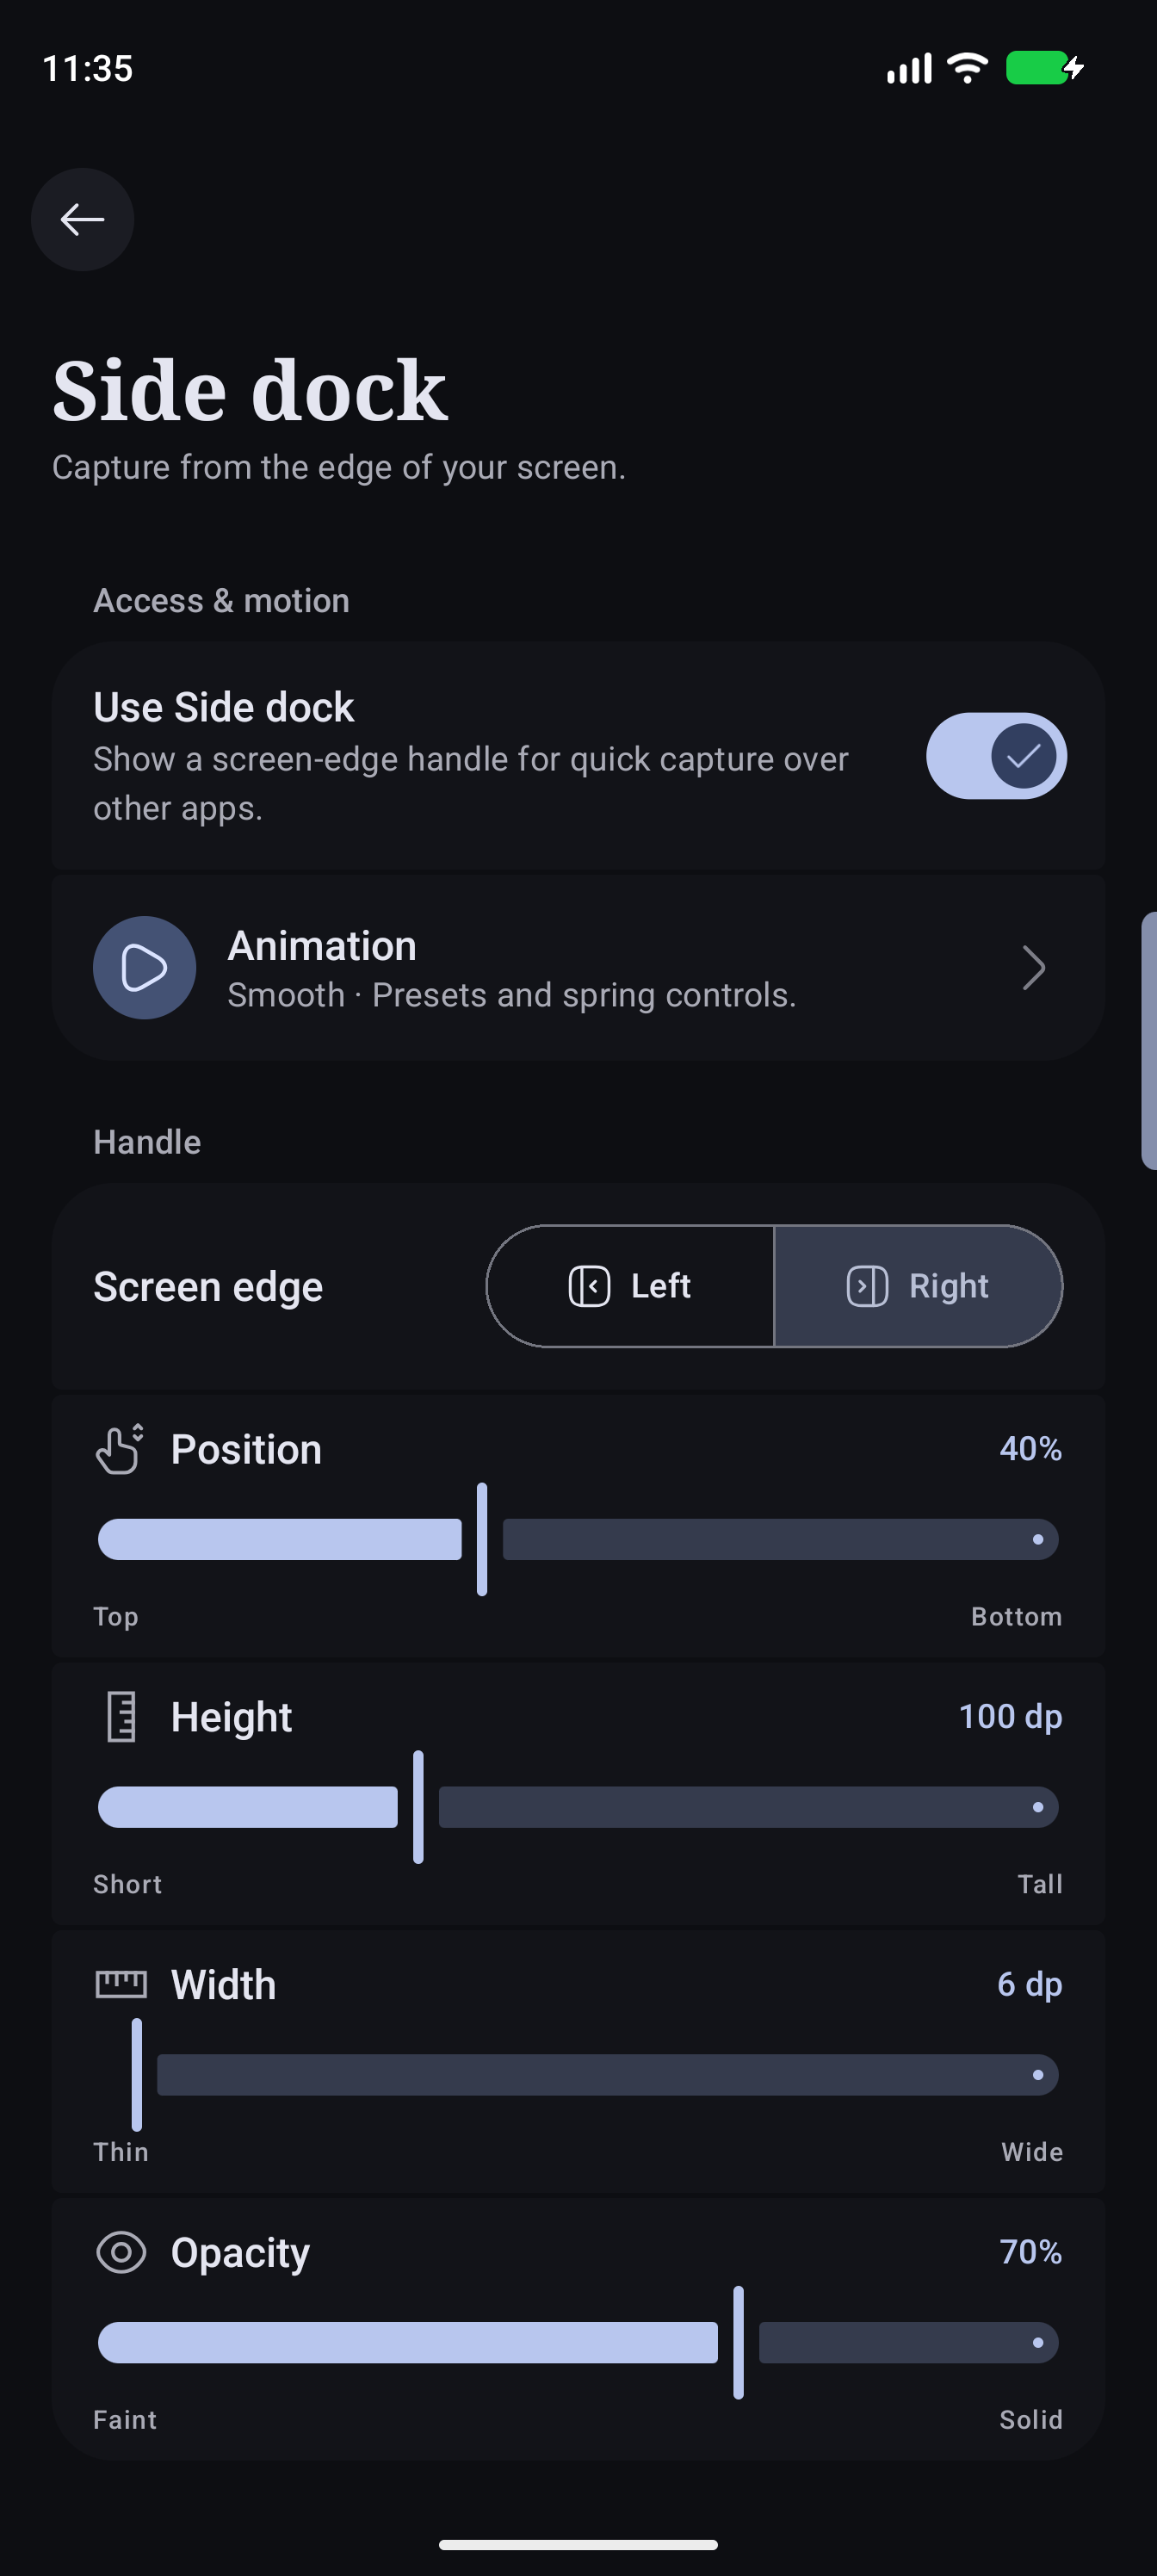 11:35
Side dock
Capture from the edge of your screen.
Access & motion
Use Side dock
Show a screen-edge handle for quick capture over
other apps.
Animation
Smooth · Presets and spring controls.
Handle
Screen edge
Left
Right
Position
40%
Top
Bottom
Height
100 dp
Short
Tall
Width
6 dp
Thin
Wide
Opacity
70%
Faint
Solid